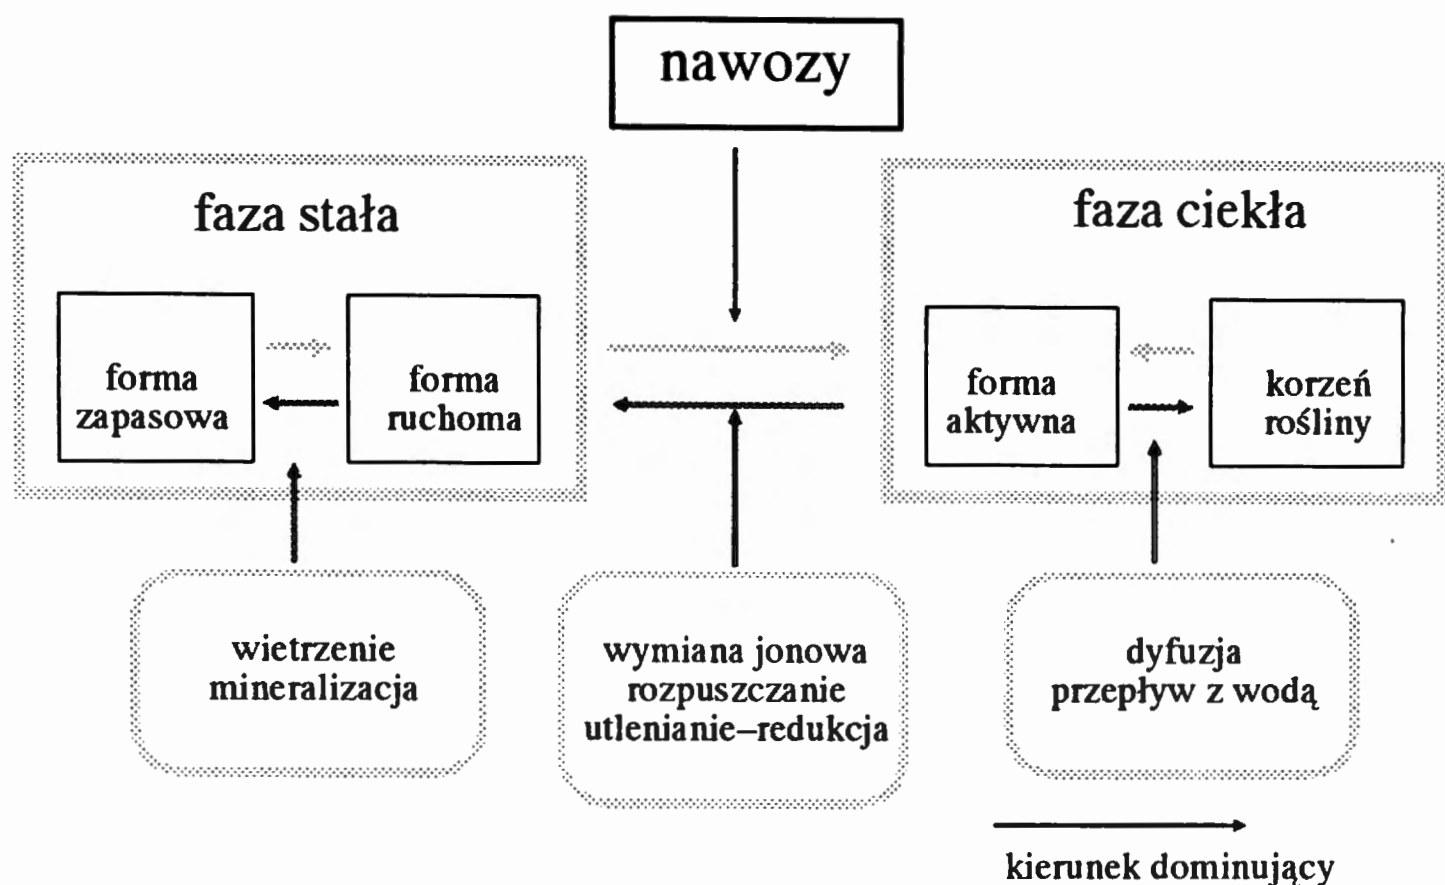 nawozy
faza stała
forma
zapasowa
forma
ruchoma
faza ciekła
forma
aktywna
korzeń
rośliny
wietrzenie
mineralizacja
wymiana jonowa
rozpuszczanie
utlenianie–redukcja
dyfuzja
przepływ z wodą
kierunek dominujący